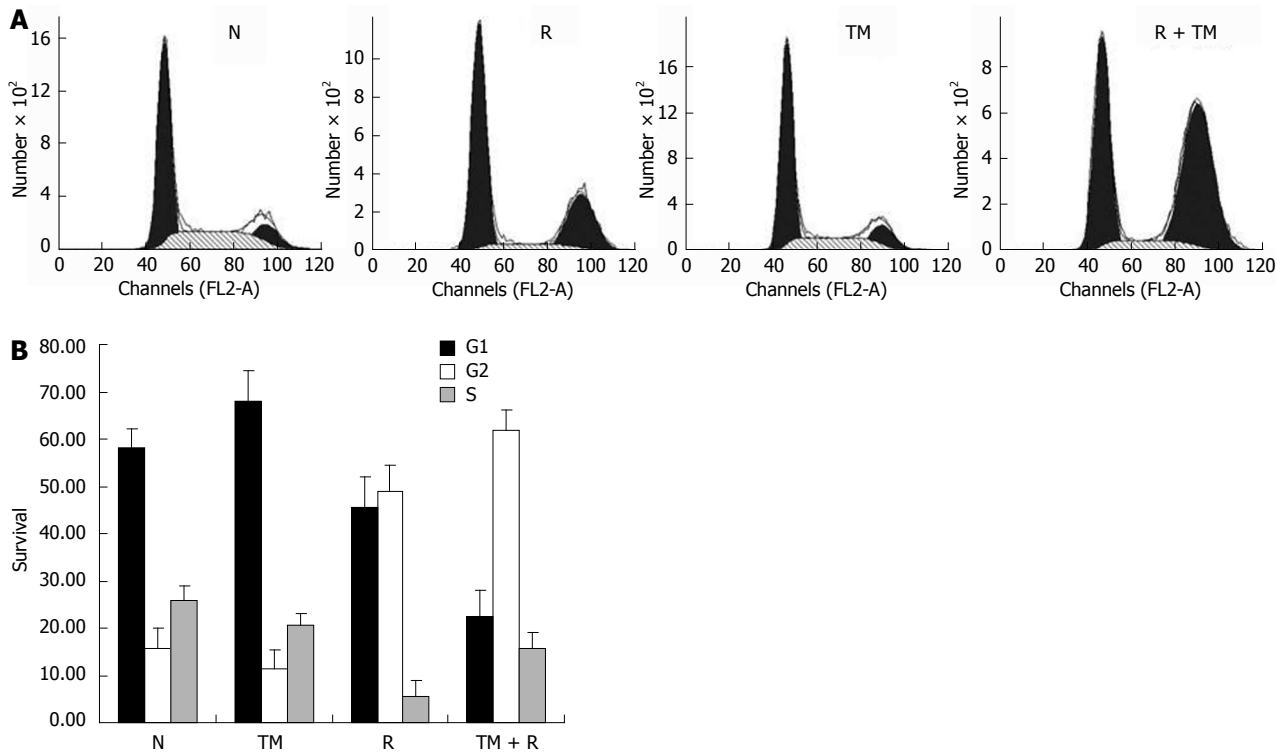 A
N
R
TM
R + TM
Number × 10²
16
12
8
4
0
0 20 40 60 80 100 120
Channels (FL2-A)
Number × 10²
10
8
6
4
2
0
0 20 40 60 80 100 120
Channels (FL2-A)
Number × 10²
16
12
8
4
0
0 20 40 60 80 100 120
Channels (FL2-A)
Number × 10²
8
6
4
2
0
0 20 40 60 80 100 120
Channels (FL2-A)
B
Survival
80.00
70.00
60.00
50.00
40.00
30.00
20.00
10.00
0.00
G1
G2
S
N TM R TM + R